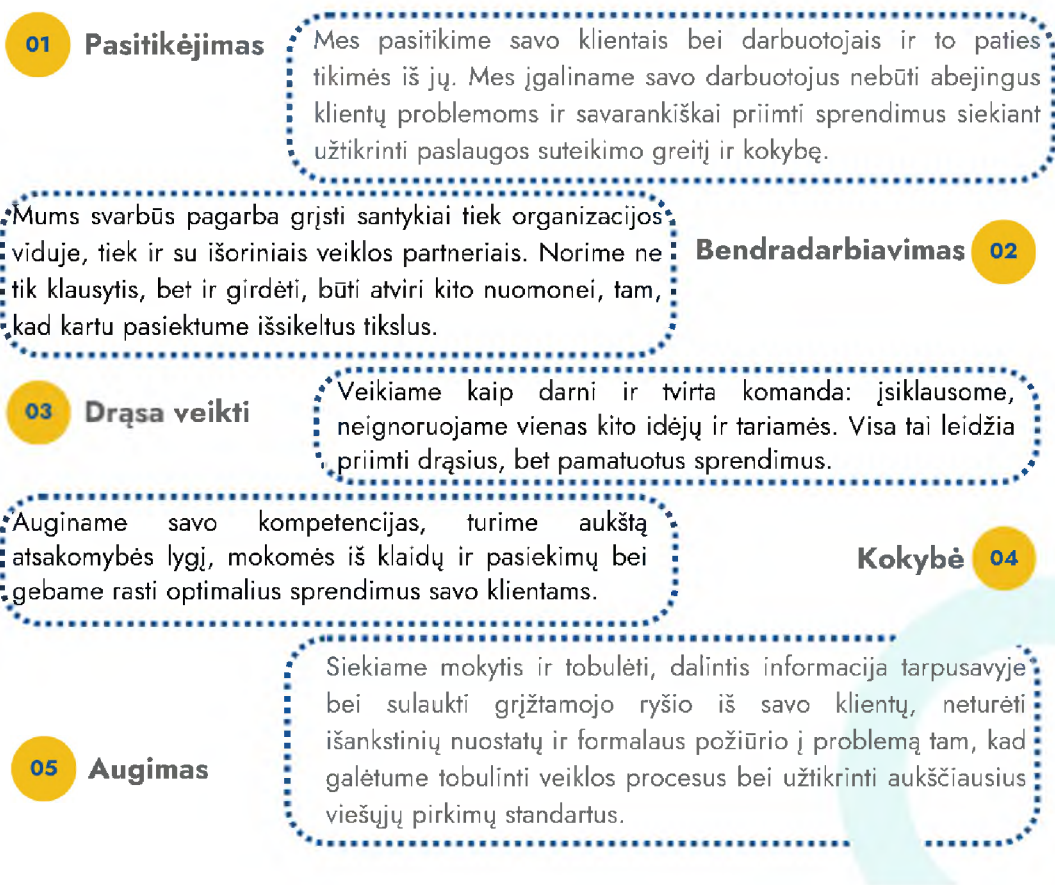 01 Pasitikėjimas
Mes pasitikime savo klientais bei darbuotojais ir to paties
tikimės iš jų. Mes įgaliname savo darbuotojus nebūti abejingus
klientų problemoms ir savarankiškai priimti sprendimus siekiant
užtikrinti paslaugos suteikimo greitį ir kokybę.
Bendradarbiavimas 02
Mums svarbūs pagarba grįsti santykiai tiek organizacijos
viduje, tiek ir su išoriniais veiklos partneriais. Norime ne
tik klausytis, bet ir girdėti, būti atviri kito nuomonei, tam,
kad kartu pasiektume išsikeltus tikslus.
03 Drąsa veikti
Veikiame kaip darni ir tvirta komanda: įsiklausome,
neignoruojame vienas kito idėjų ir tariamės. Visa tai leidžia
priimti drąsius, bet pamatuotus sprendimus.
Kokybė 04
Auginame savo kompetencijas, turime aukštą
atsakomybės lygį, mokomės iš klaidų ir pasiekimų bei
gebame rasti optimalius sprendimus savo klientams.
05 Augimas
Siekiame mokytis ir tobulėti, dalintis informacija tarpusavyje
bei sulaukti grįžtamojo ryšio iš savo klientų, neturėti
išankstinių nuostatų ir formalaus požiūrio į problemą tam, kad
galėtume tobulinti veiklos procesus bei užtikrinti aukščiausius
viešųjų pirkimų standartus.